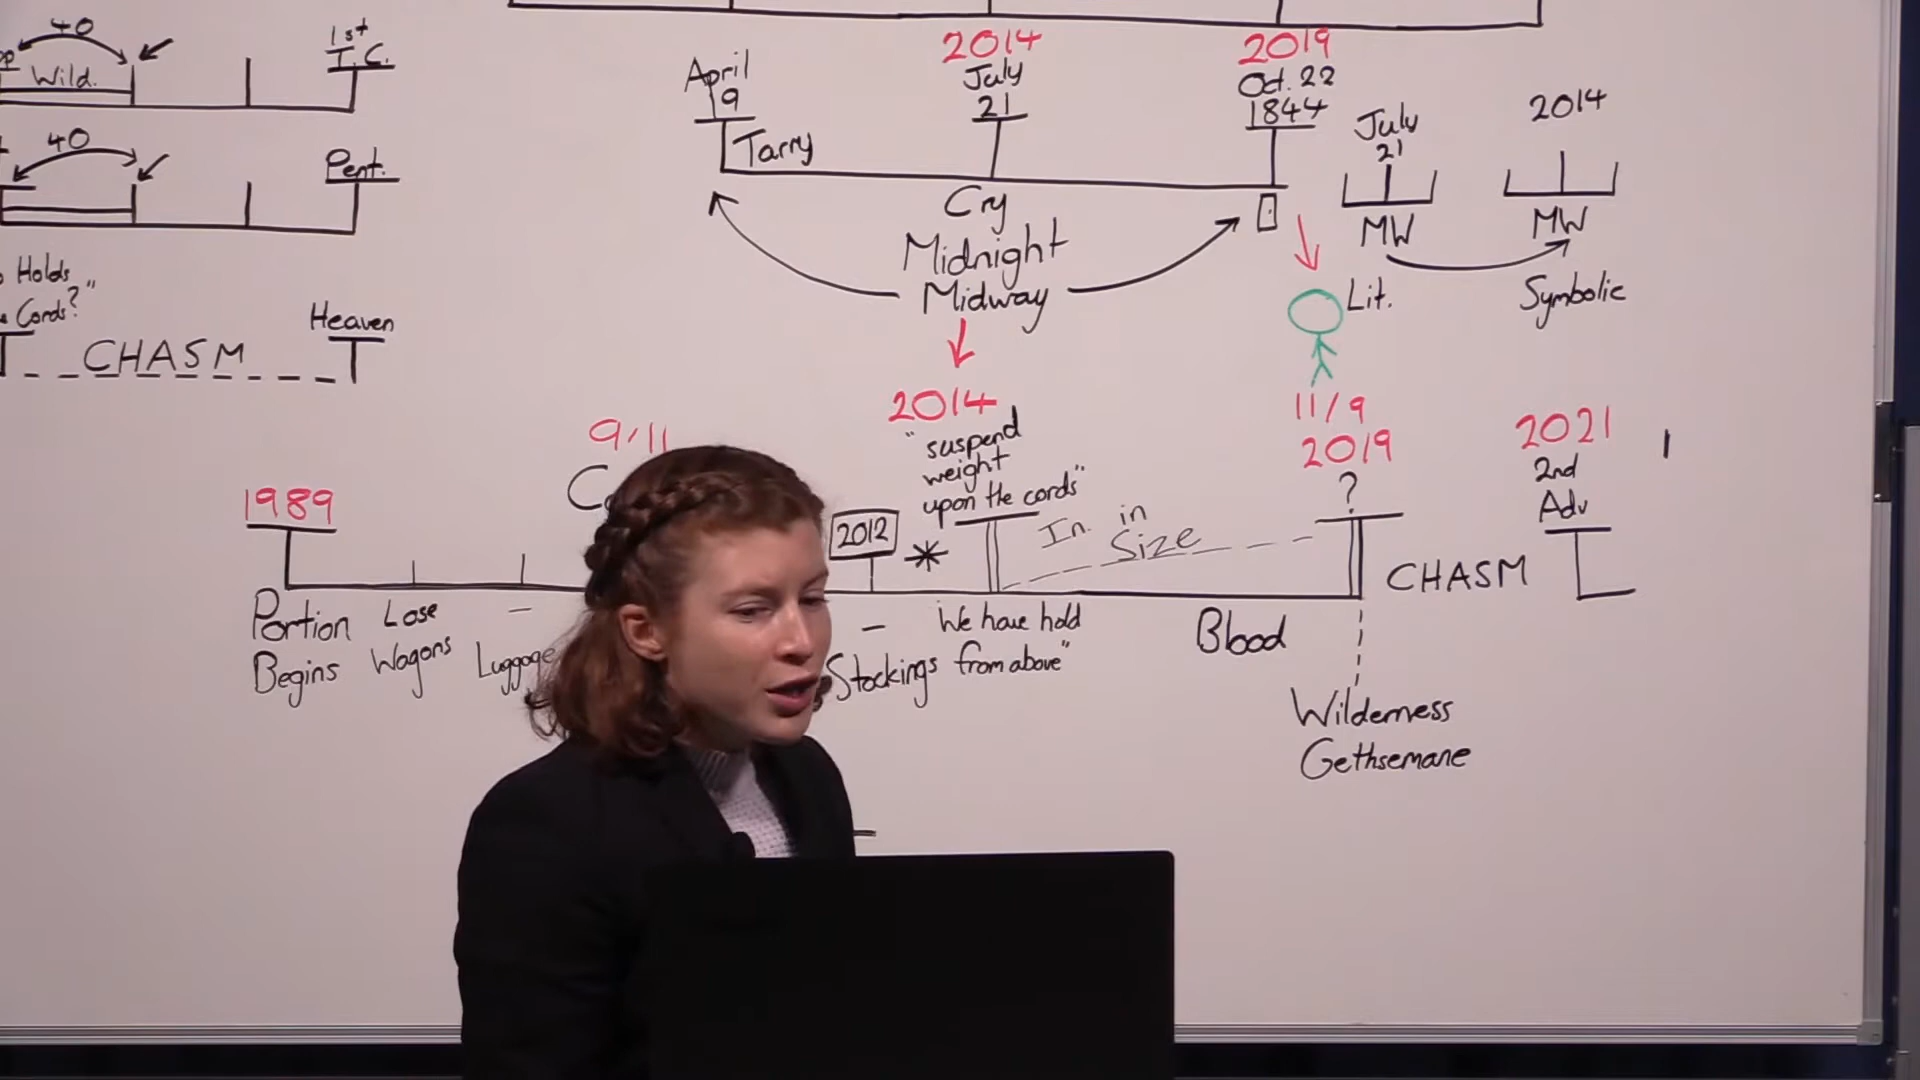 40
Wild.
1st
T.C.
40
Pent.
Holds
Cords?"
CHASM
Heaven
April
19
Tarry
2014
July
21
Cry
Midnight
Midway
2019
Oct. 22
1844
July
21
MW
2014
MW
Symbolic
Lit.
1989
9/11
2012
2014
"suspend
weight
upon the cords"
In. in
Size
11/9
2019
?
CHASM
2021
2nd
Adv
Portion
Begins
Lose
Wagons
Luggage
Stockings
We have hold
from above"
Blood
Wilderness
Gethsemane